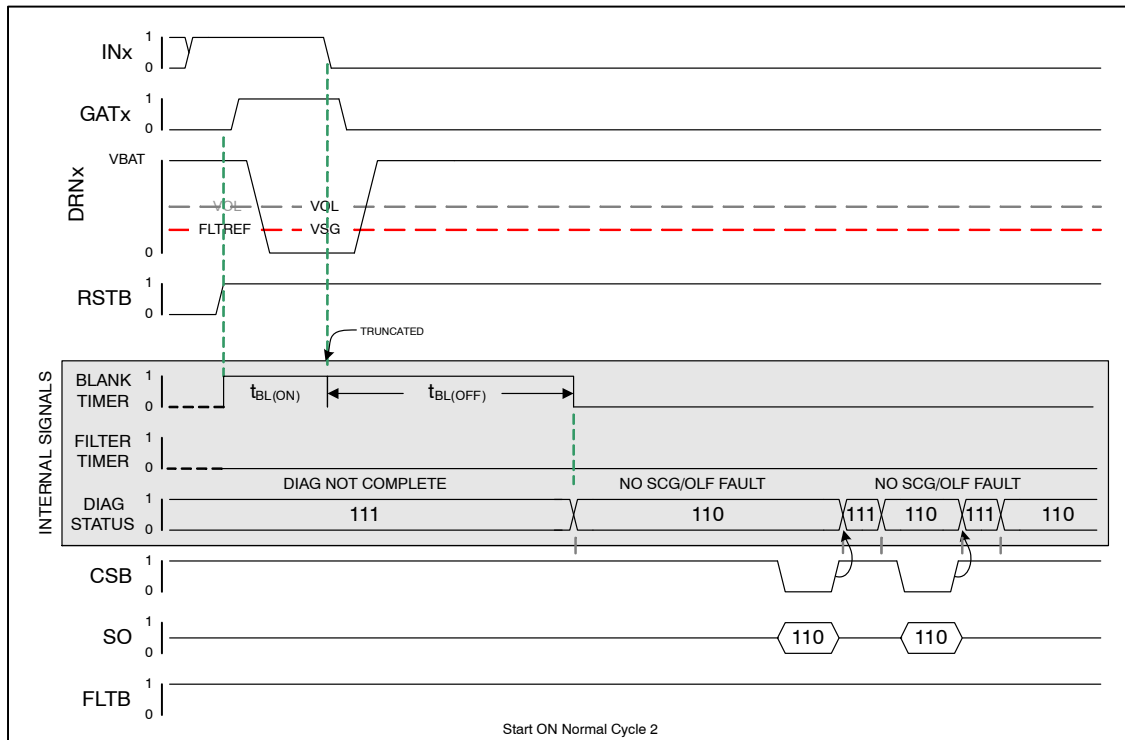 INx
1
0
GATx
1
0
DRNx
VBAT
VOL
VOL
FLTREF
VSG
0
RSTB
1
0
TRUNCATED
INTERNAL SIGNALS
BLANK
TIMER
1
0
tBL(ON)
tBL(OFF)
FILTER
TIMER
1
0
DIAG NOT COMPLETE
NO SCG/OLF FAULT
NO SCG/OLF FAULT
DIAG
STATUS
1
0
111
110
111
110
111
110
CSB
1
0
SO
1
0
110
110
FLTB
1
0
Start ON Normal Cycle 2